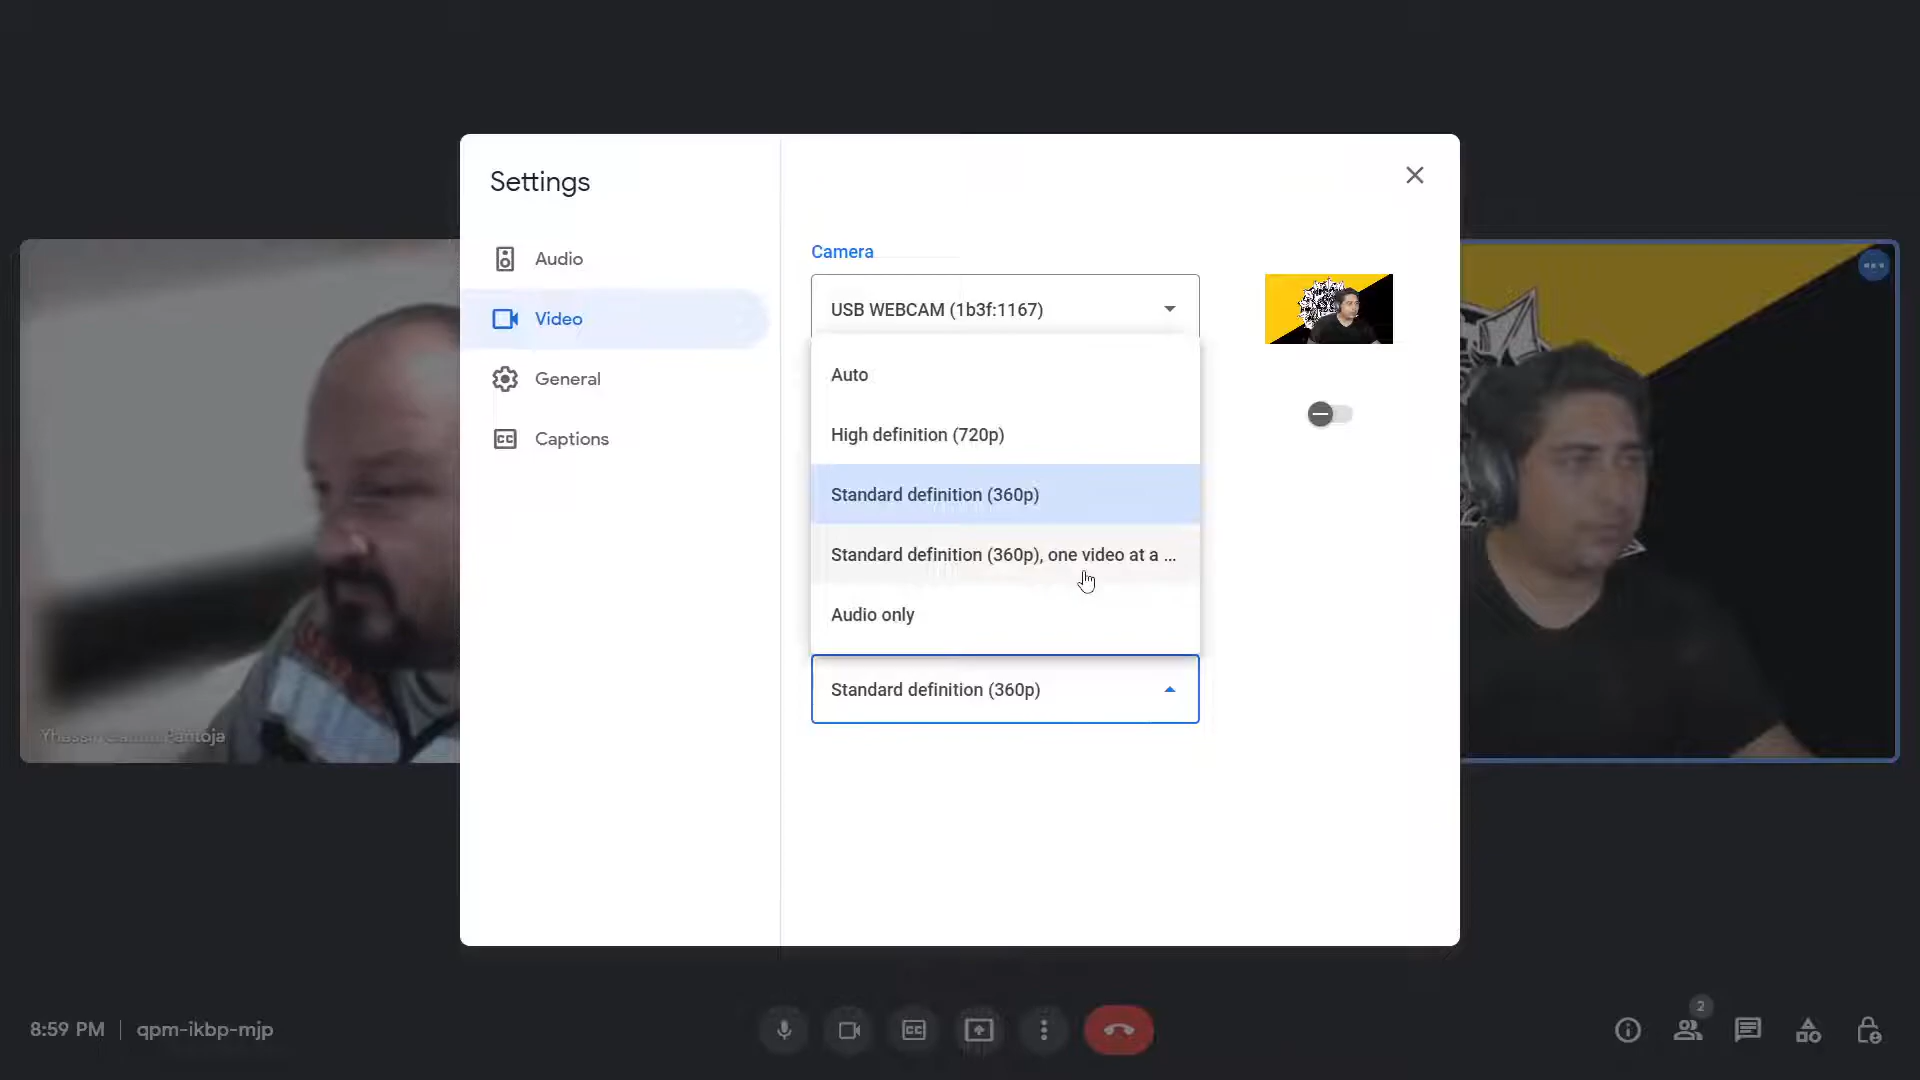 Settings
Audio
Video
General
Captions
Camera
USB WEBCAM (1b3f:1167)
Auto
High definition (720p)
Standard definition (360p)
Standard definition (360p), one video at a ...
Audio only
Standard definition (360p)
Pantoja
8:59 PM | qpm-ikbp-mjp
CC
2